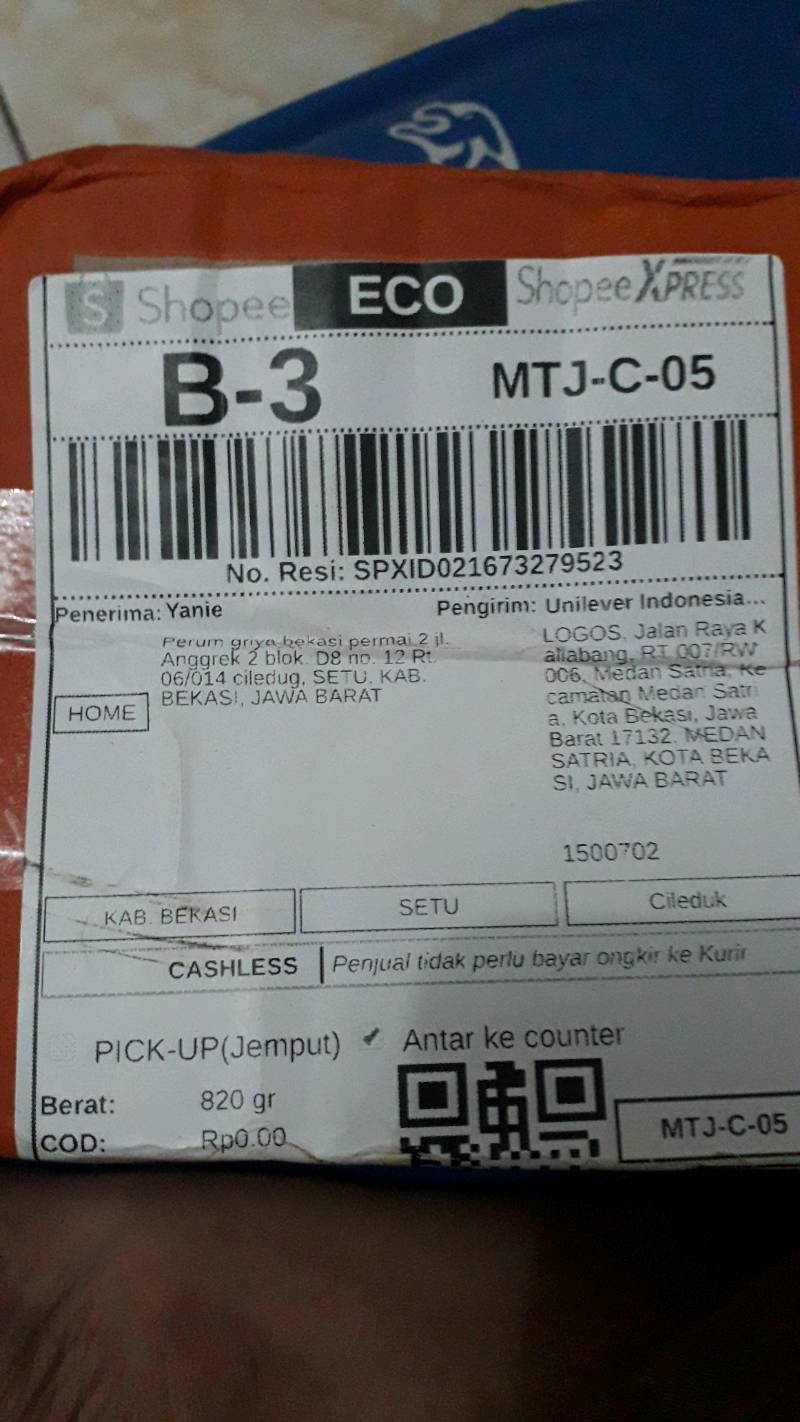 Shopee ECO ShopeeXPRESS
B-3 MTJ-C-05
No. Resi: SPXID021673279523
Penerima: Yanie
Perum griya bekasi permai 2 jl.
Anggrek 2 blok. D8 no. 12 Rt.
06/014 ciledug, SETU, KAB.
BEKASI, JAWA BARAT
HOME
Pengirim: Unilever Indonesia...
LOGOS, Jalan Raya K
aliabang, RT 007/RW
006, Medan Satria, Ke
camatan Medan Satri
a, Kota Bekasi, Jawa
Barat 17132, MEDAN
SATRIA, KOTA BEKA
SI, JAWA BARAT
1500702
KAB. BEKASI SETU Cileduk
CASHLESS Penjual tidak perlu bayar ongkir ke Kurir
PICK-UP(Jemput) ✔ Antar ke counter
Berat: 820 gr
COD: Rp0.00
MTJ-C-05